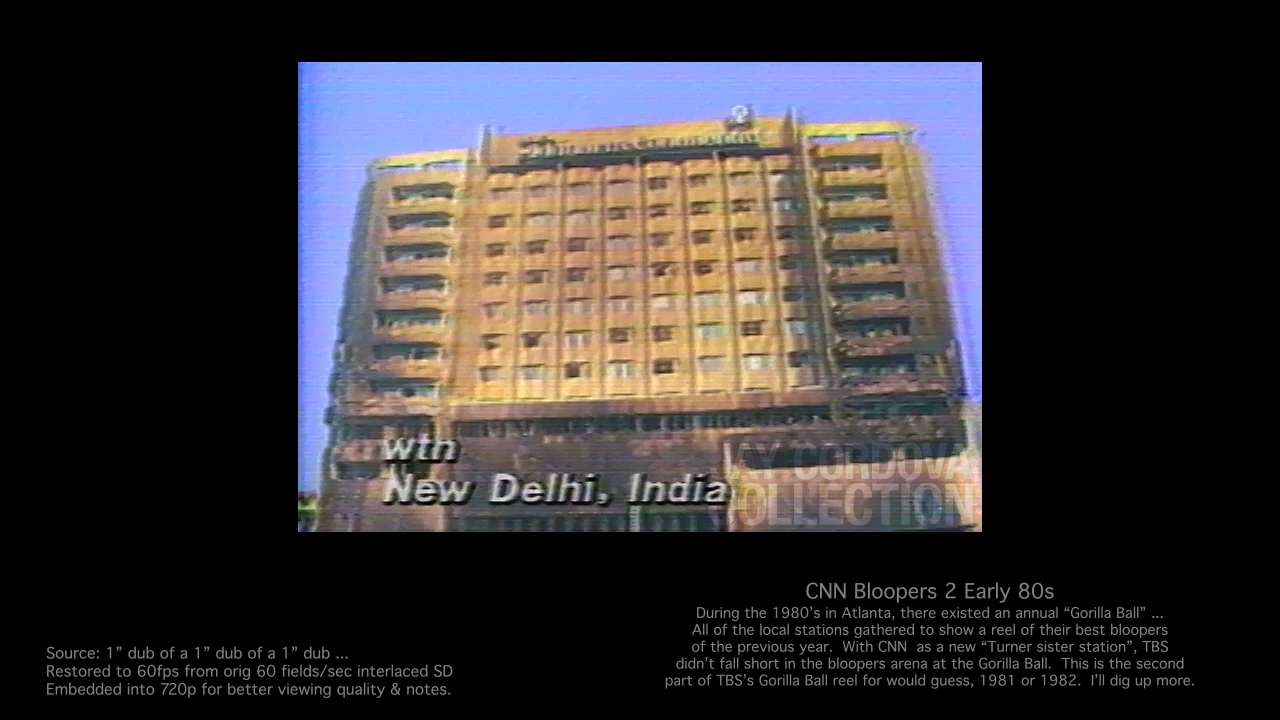 wtn
New Delhi, India
AY CORDOVA
OLLECTION
Source: 1” dub of a 1” dub of a 1” dub ...
Restored to 60fps from orig 60 fields/sec interlaced SD
Embedded into 720p for better viewing quality & notes.
CNN Bloopers 2 Early 80s
During the 1980’s in Atlanta, there existed an annual “Gorilla Ball” ...
All of the local stations gathered to show a reel of their best bloopers
of the previous year.  With CNN  as a new “Turner sister station”, TBS
didn’t fall short in the bloopers arena at the Gorilla Ball.  This is the second
part of TBS’s Gorilla Ball reel for would guess, 1981 or 1982.  I’ll dig up more.